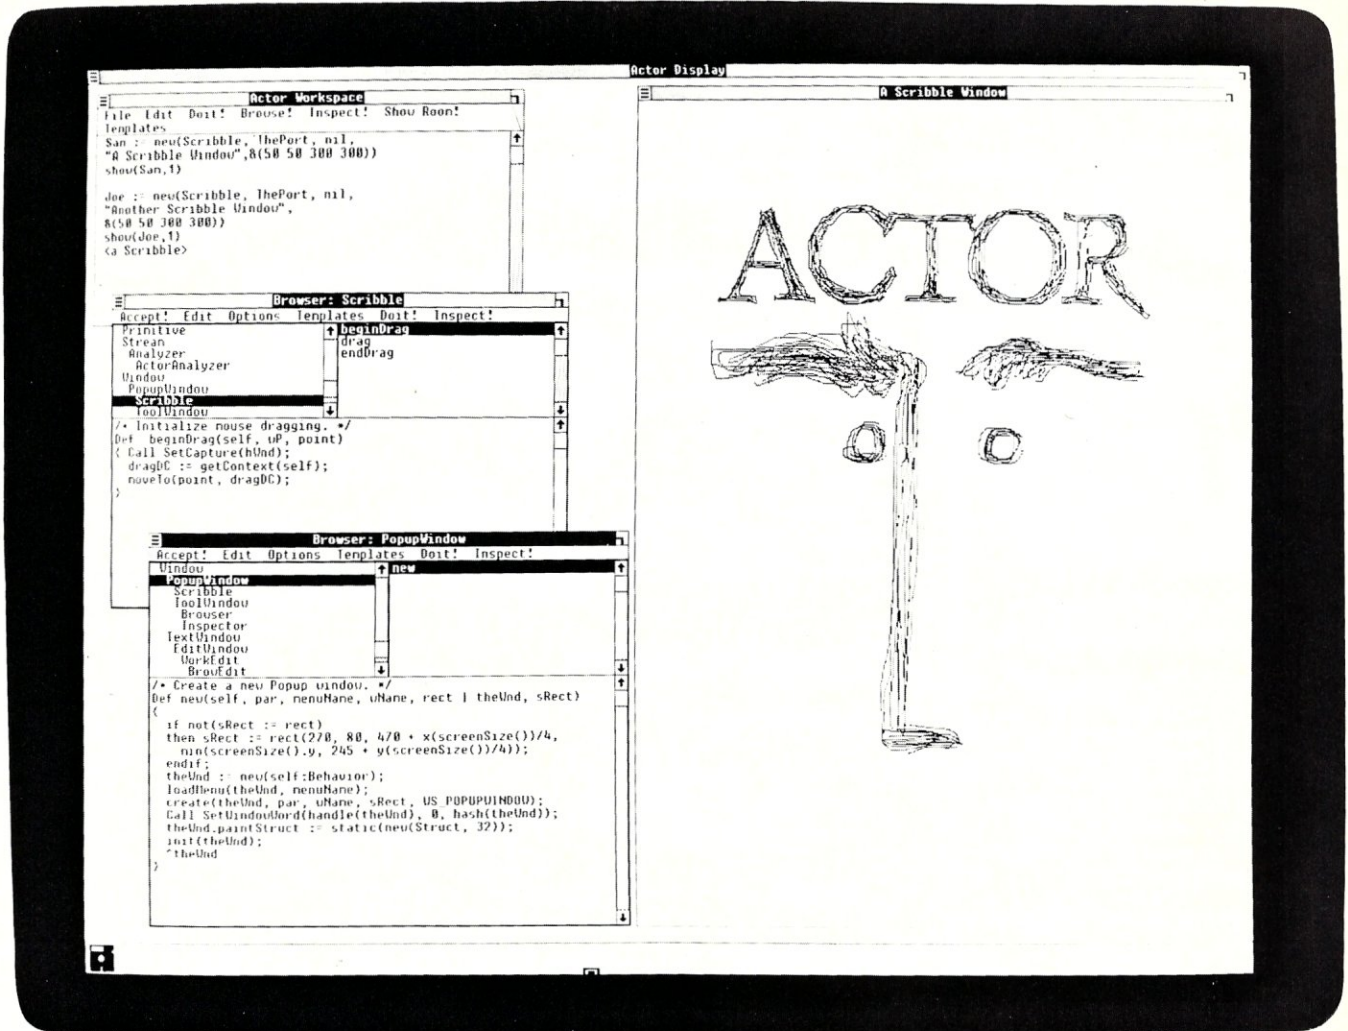 Actor Display
Actor Workspace
File Edit Doit! Browse! Inspect! Show Room!
Templates
Sam := new(Scribble, ThePort, nil,
"A Scribble Window",&(50 50 300 300))
show(Sam,1)
Joe := new(Scribble, ThePort, nil,
"Another Scribble Window",
&(50 50 300 300))
show(Joe,1)
<a Scribble>
Browser: Scribble
Accept! Edit Options Templates Doit! Inspect!
Primitive
Stream
Analyzer
ActorAnalyzer
Window
PopupWindow
Scribble
ToolWindow
beginDrag
drag
endDrag
/* Initialize mouse dragging. */
Def beginDrag(self, wP, point)
{ Call SetCapture(hWnd);
dragDC := getContext(self);
moveTo(point, dragDC);
}
Browser: PopupWindow
Accept! Edit Options Templates Doit! Inspect!
Window
PopupWindow
Scribble
ToolWindow
Browser
Inspector
TextWindow
EditWindow
WorkEdit
BrowEdit
new
/* Create a new Popup window. */
Def new(self, par, menuName, wName, rect | theWnd, sRect)
{
if not(sRect := rect)
then sRect := rect(270, 80, 470 + x(screenSize())/4,
min(screenSize().y, 245 + y(screenSize())/4));
endif;
theWnd := new(self:Behavior);
loadMenu(theWnd, menuName);
create(theWnd, par, wName, sRect, WS_POPUPWINDOW);
Call SetWindowWord(handle(theWnd), 0, hash(theWnd));
theWnd.paintStruct := static(new(Struct, 32));
init(theWnd);
^theWnd
}
A Scribble Window
ACTOR